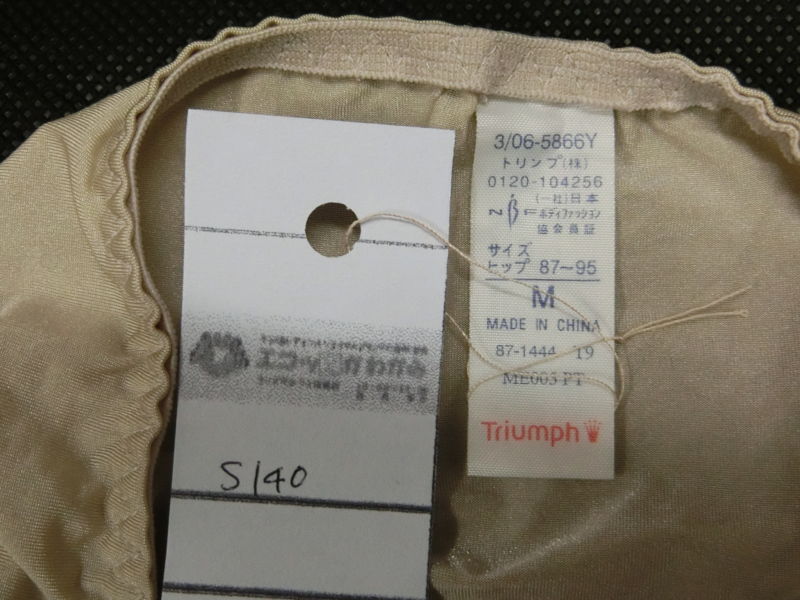 S140
3/06-5866Y
トリンプ(株)
0120-104256
(一社)日本
ボディファッション
協会員証
サイズ
ヒップ 87〜95
M
MADE IN CHINA
87-1444 19
ME003 PT
Triumph